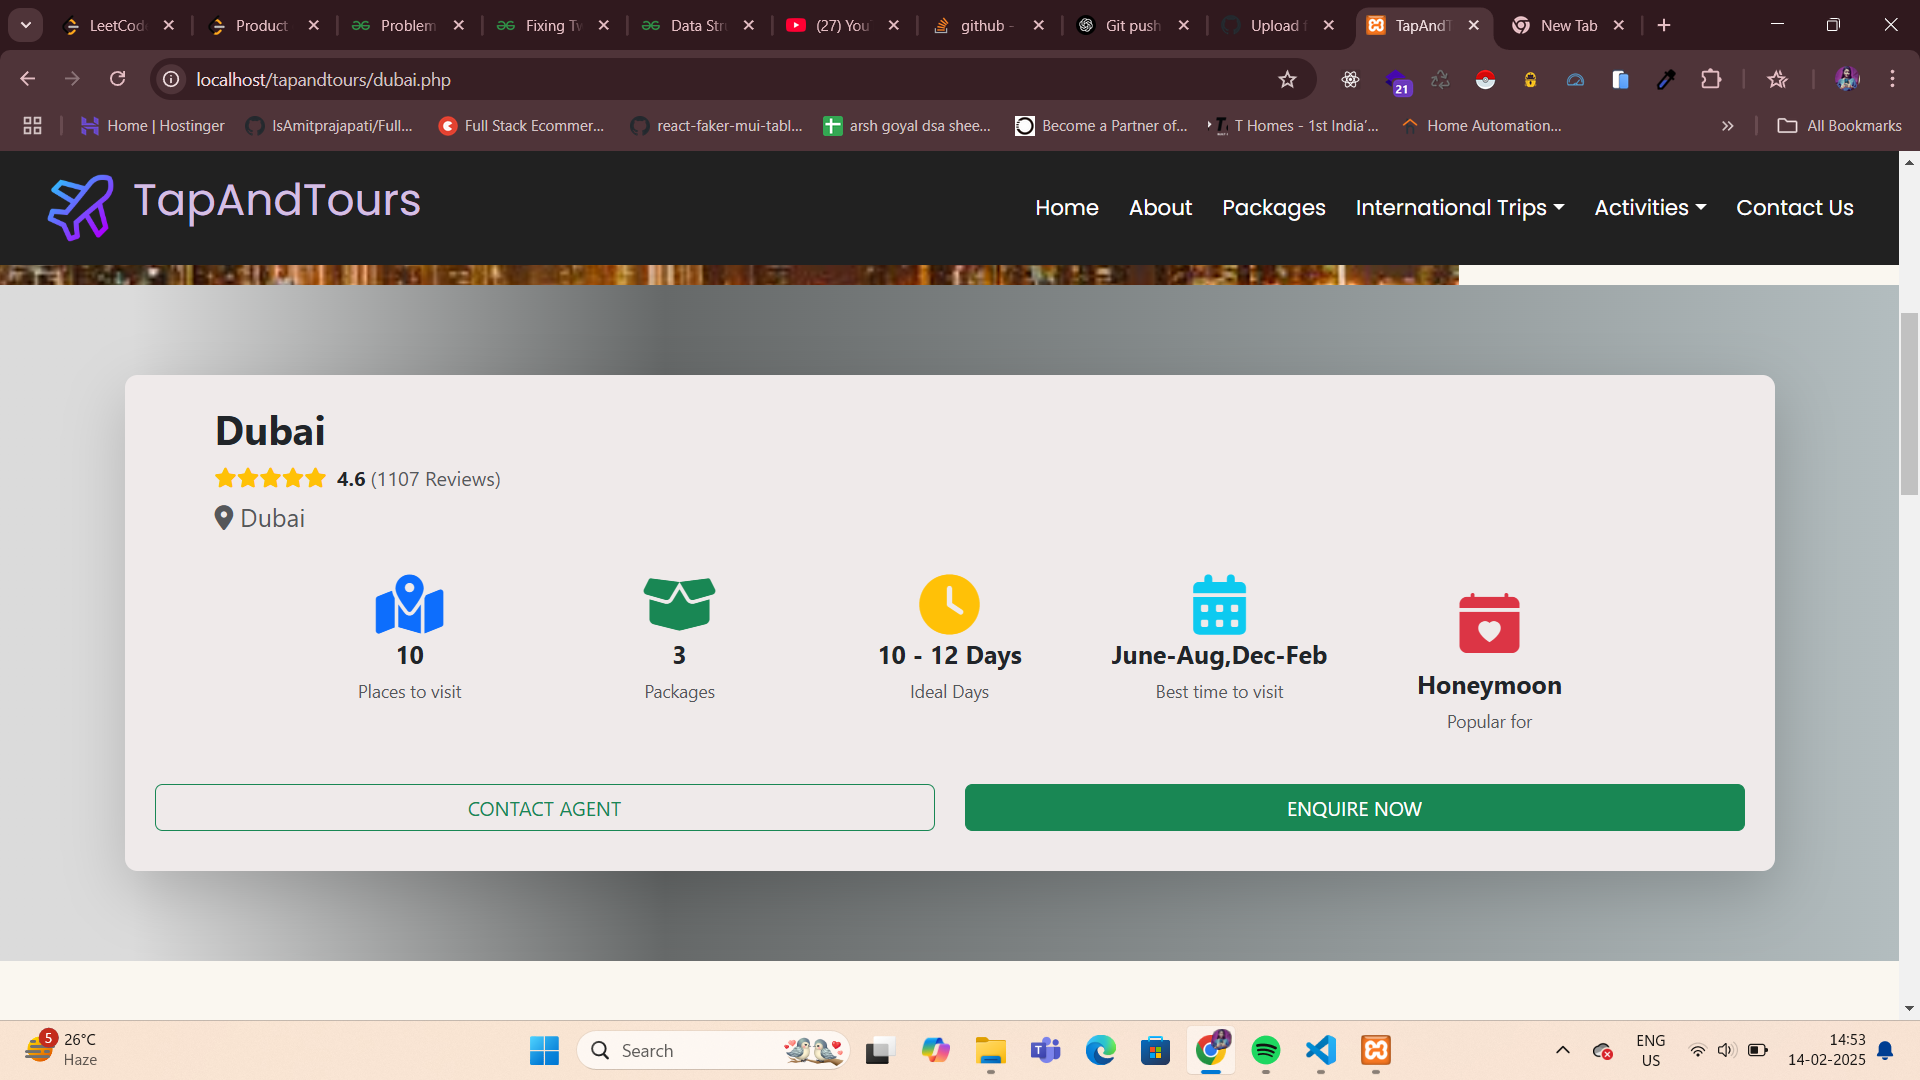 LeetCod
Product
Problem
Fixing Tw
Data Stru
(27) You
github -
Git push
Upload f
TapAndT
New Tab
localhost/tapandtours/dubai.php
21
Home | Hostinger
IsAmitprajapati/Full...
Full Stack Ecommer...
react-faker-mui-tabl...
arsh goyal dsa shee...
Become a Partner of...
T Homes - 1st India'...
Home Automation...
All Bookmarks
TapAndTours
Home
About
Packages
International Trips
Activities
Contact Us
Dubai
4.6 (1107 Reviews)
Dubai
10
Places to visit
3
Packages
10 - 12 Days
Ideal Days
June-Aug,Dec-Feb
Best time to visit
Honeymoon
Popular for
CONTACT AGENT
ENQUIRE NOW
5
26°C
Haze
Search
ENG
US
14:53
14-02-2025